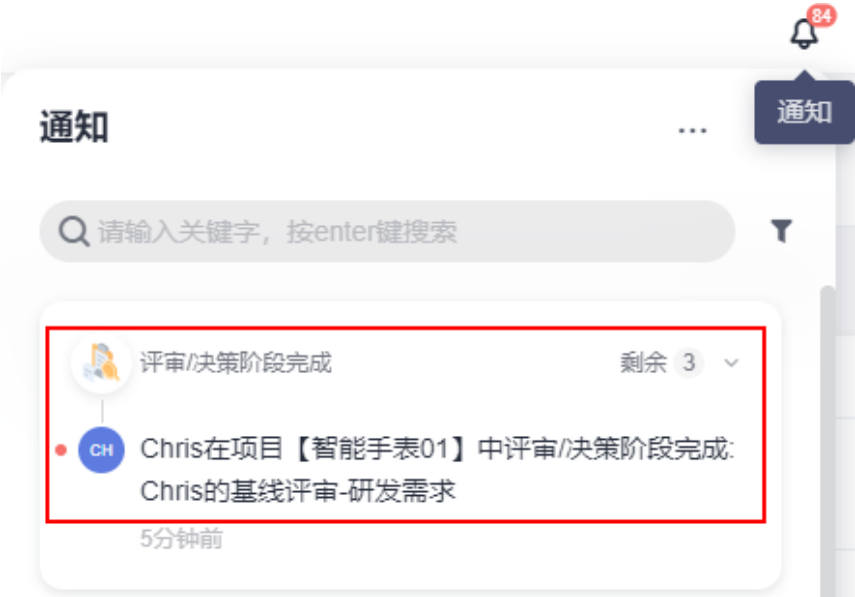 84
通知
通知
...
请输入关键字，按enter键搜索
评审/决策阶段完成
剩余 3
CH
Chris在项目【智能手表01】中评审/决策阶段完成:
Chris的基线评审-研发需求
5分钟前